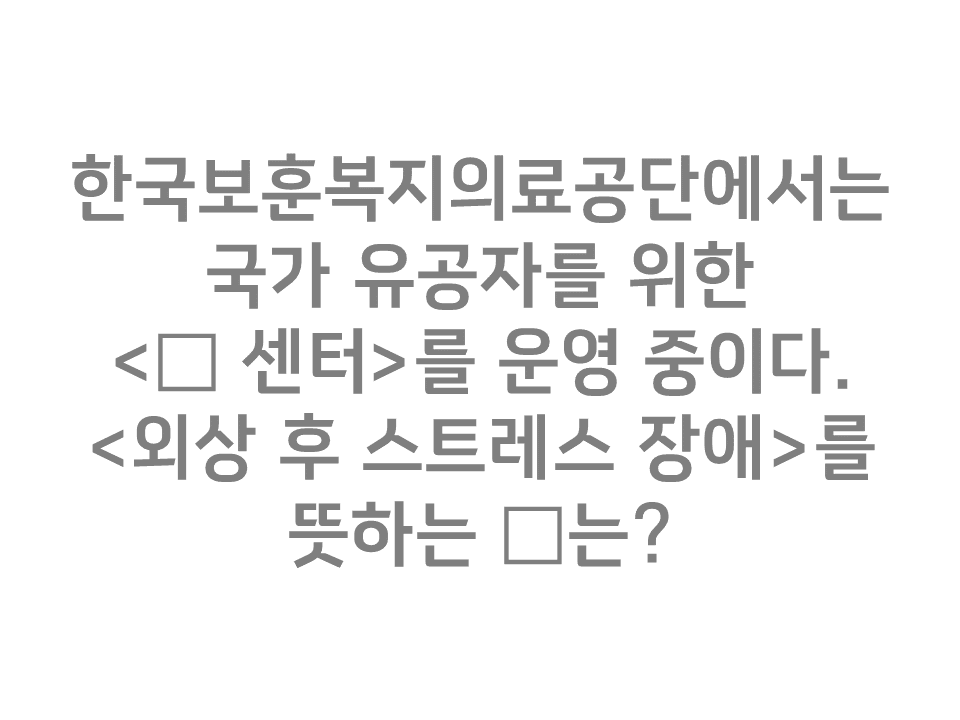 한국보훈복지의료공단에서는
국가 유공자를 위한
<□ 센터>를 운영 중이다.
<외상 후 스트레스 장애>를
뜻하는 □는?